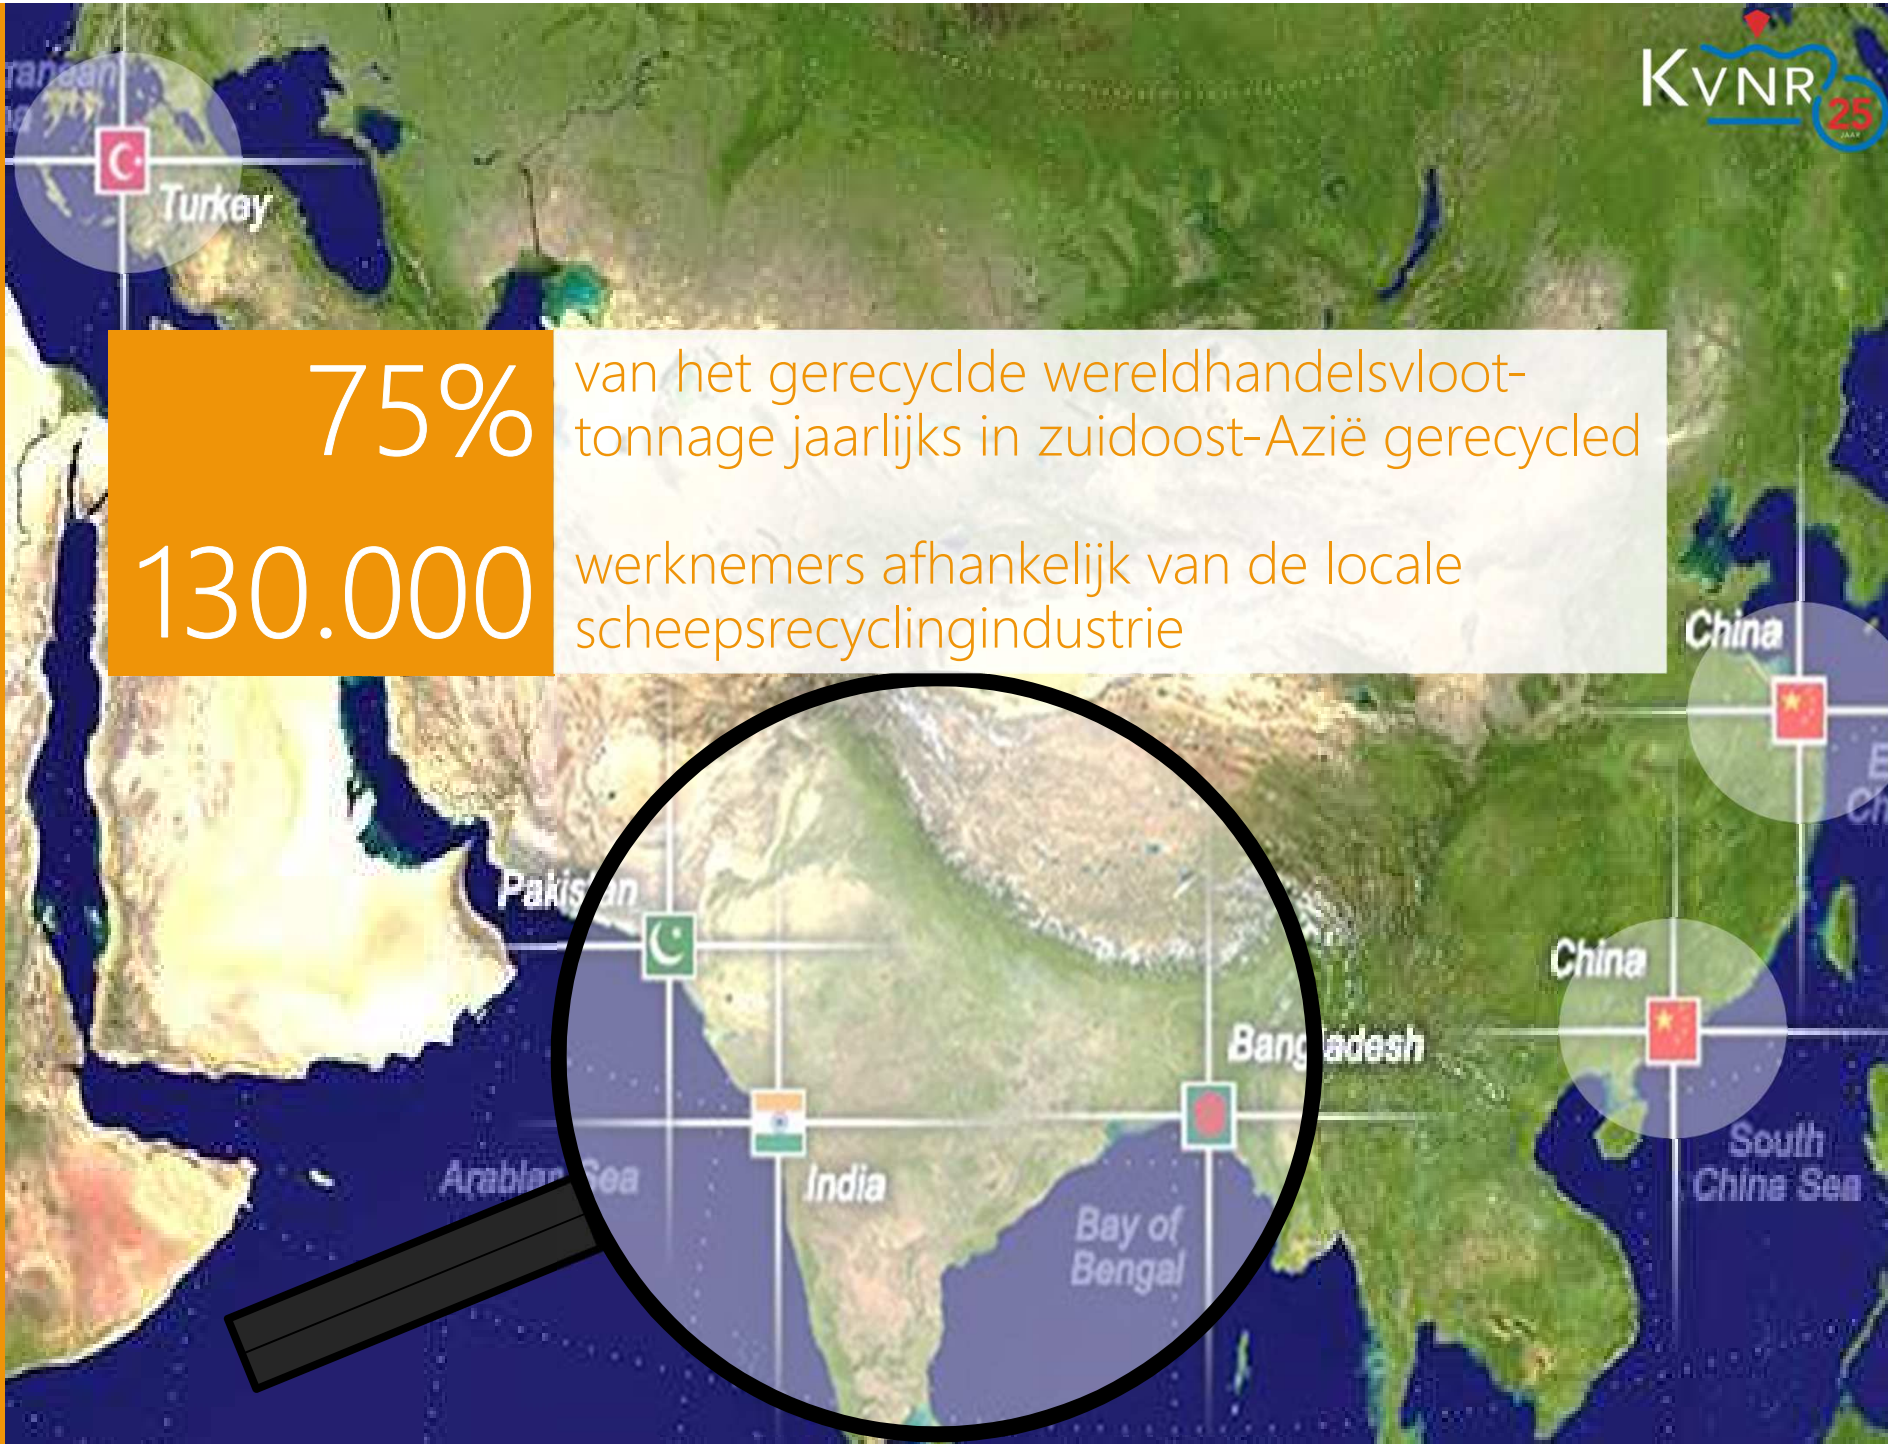 KVNR
25
JAAR
Turkey
75%
van het gerecyclde wereldhandelsvloot-
tonnage jaarlijks in zuidoost-Azië gerecycled
130.000
werknemers afhankelijk van de locale
scheepsrecyclingindustrie
China
Pakistan
China
Bangladesh
Arabian Sea
India
Bay of
Bengal
South
China Sea